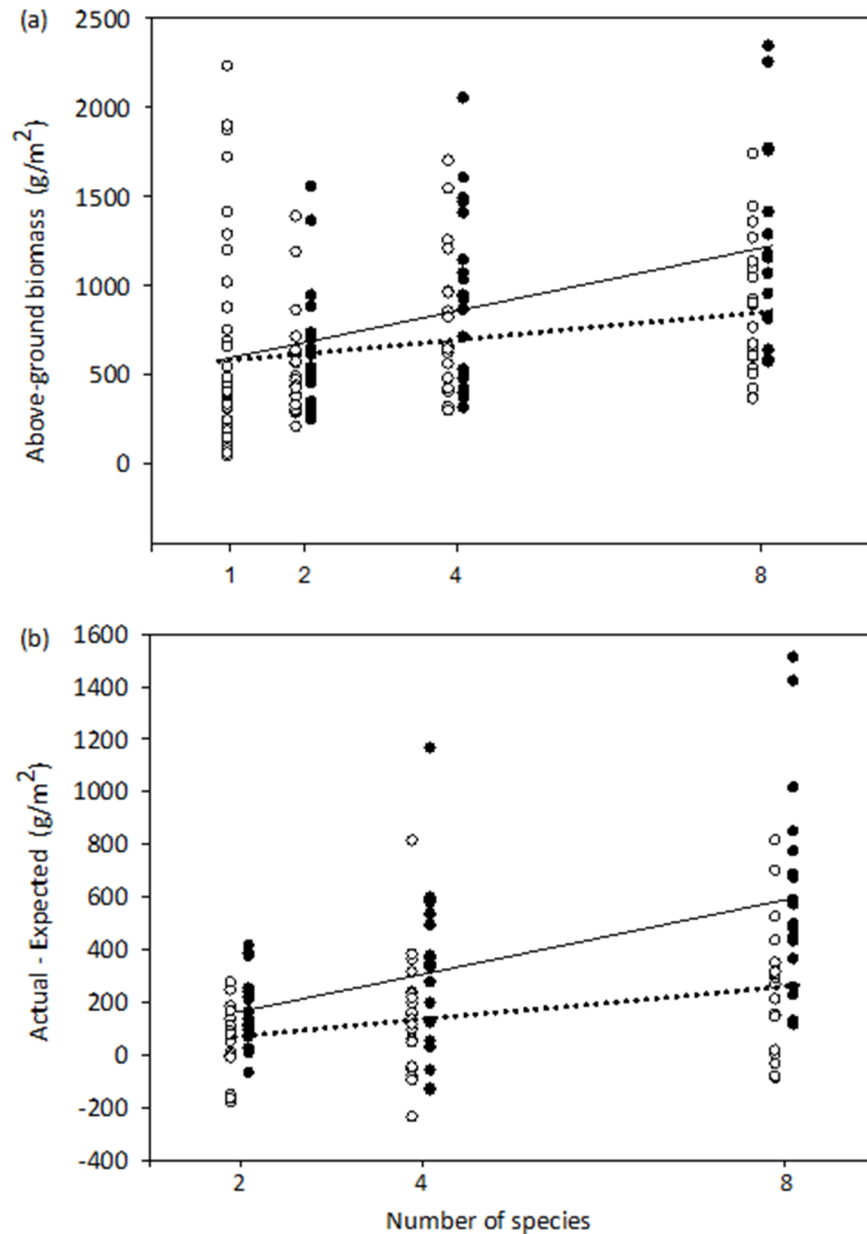 (a)
2500
2000
1500
1000
500
0
Above-ground biomass (g/m²)
1 2 4 8
(b)
1600
1400
1200
1000
800
600
400
200
0
-200
-400
Actual - Expected (g/m²)
2 4 8
Number of species